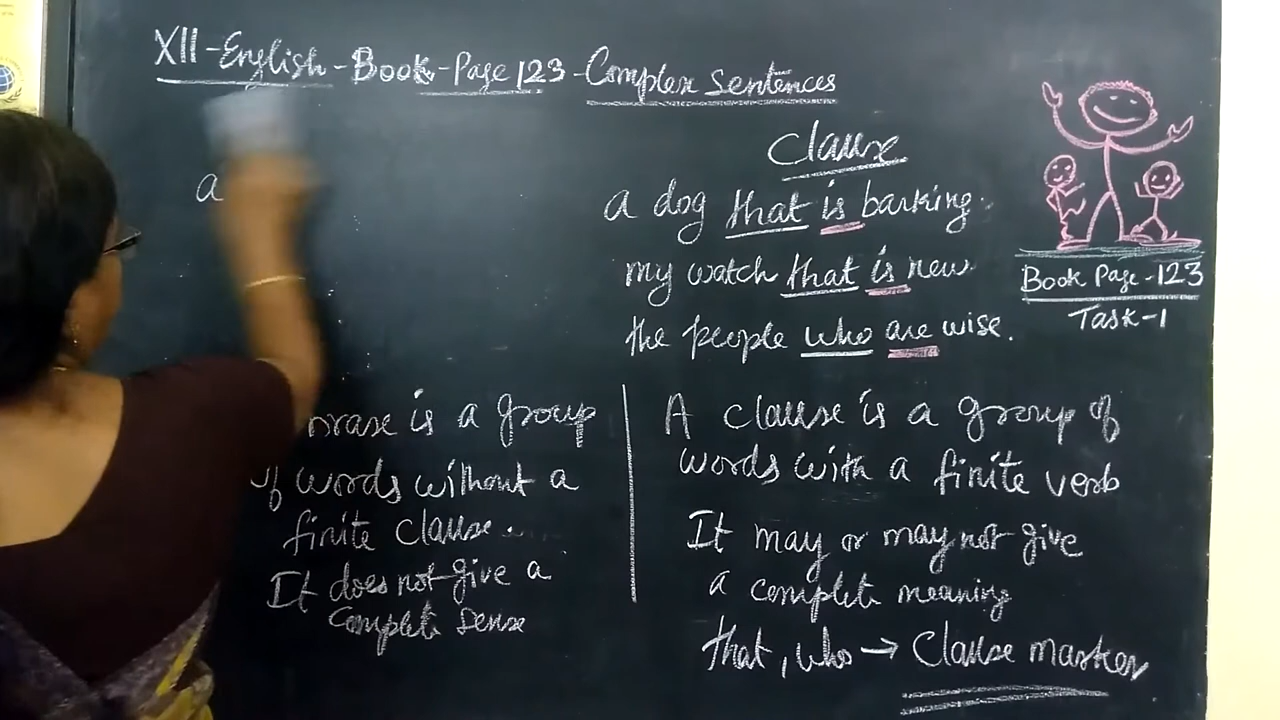 XII-English-Book-Page 123-Complex Sentences
a
Clause
a dog that is barking.
my watch that is new.
the people who are wise.
Book Page-123
Task-1
is a group
of words without a
finite clause.
It does not give a
Complete Sense
A clause is a group of
words with a finite verb
It may or may not give
a complete meaning
that, who → Clause marker